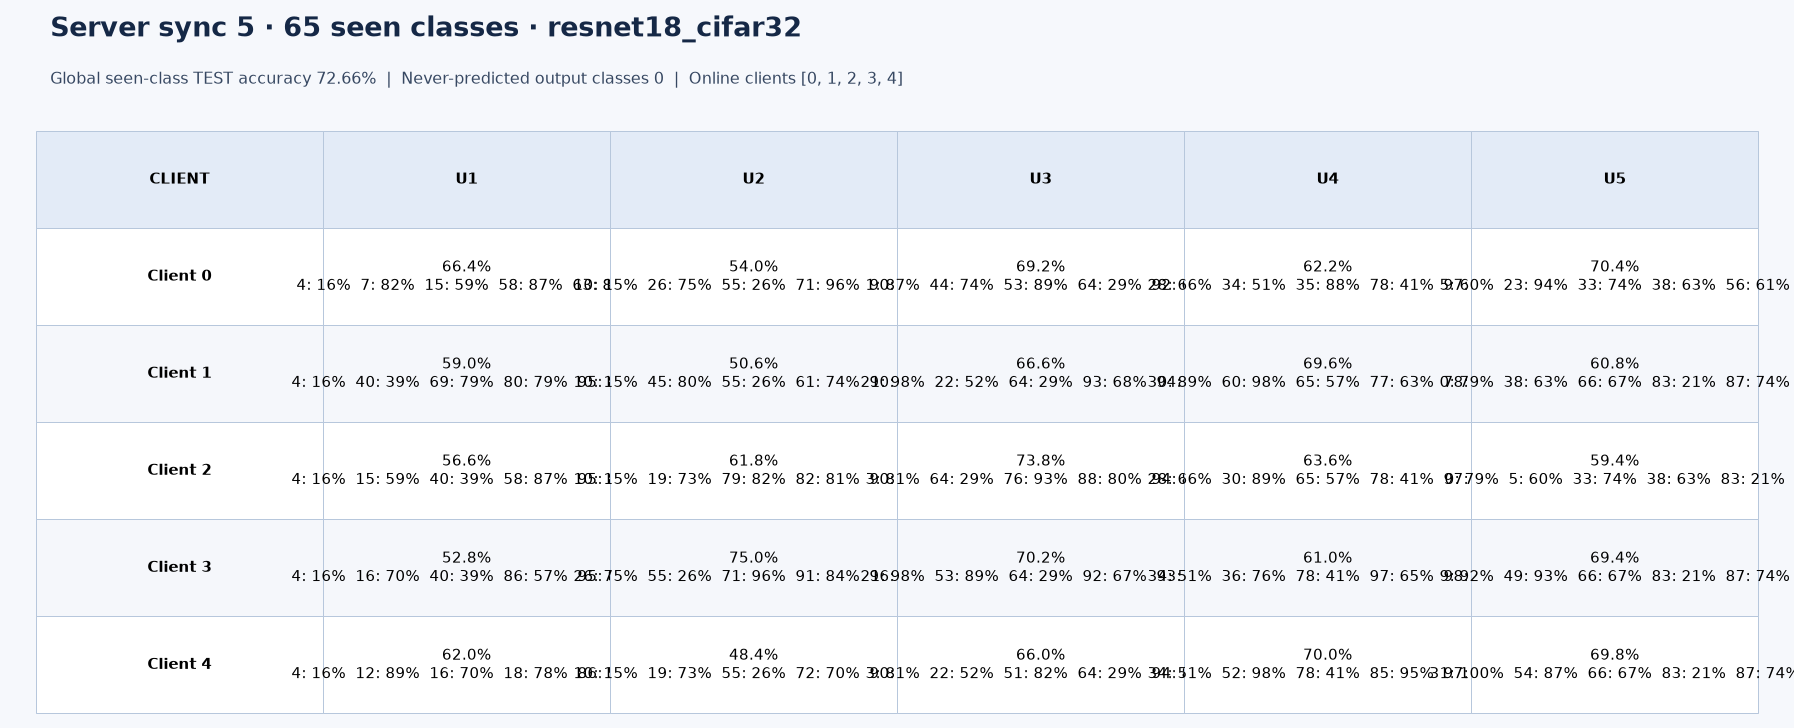 Server sync 5 · 65 seen classes · resnet18_cifar32
Global seen-class TEST accuracy 72.66% | Never-predicted output classes 0 | Online clients [0, 1, 2, 3, 4]
CLIENT U1 U2 U3 U4 U5
66.4% 54.0% 69.2% 62.2% 70.4%
Client 0
4: 16% 7: 82% 15: 59% 58: 87% 26: 75% 55: 26% 71: 96% 44: 74% 53: 89% 64: 29% 34: 51% 35: 88% 78: 41% 23: 94% 33: 74% 38: 63% 56: 61%
59.0% 50.6% 66.6% 69.6% 60.8%
Client 1
4: 16% 40: 39% 69: 79% 80: 79% 45: 80% 55: 26% 61: 74% 22: 52% 64: 29% 93: 68% 60: 98% 65: 57% 77: 63% 38: 63% 66: 67% 83: 21% 87: 74%
56.6% 61.8% 73.8% 63.6% 59.4%
Client 2
4: 16% 15: 59% 40: 39% 58: 87% 19: 73% 79: 82% 82: 81% 64: 29% 76: 93% 88: 80% 30: 89% 65: 57% 78: 41% 5: 60% 33: 74% 38: 63% 83: 21%
52.8% 75.0% 70.2% 61.0% 69.4%
Client 3
4: 16% 16: 70% 40: 39% 86: 57% 55: 26% 71: 96% 91: 84% 53: 89% 64: 29% 92: 67% 36: 76% 78: 41% 97: 65% 49: 93% 66: 67% 83: 21% 87: 74%
62.0% 48.4% 66.0% 70.0% 69.8%
Client 4
4: 16% 12: 89% 16: 70% 18: 78% 19: 73% 55: 26% 72: 70% 22: 52% 51: 82% 64: 29% 52: 98% 78: 41% 85: 95% 54: 87% 66: 67% 83: 21% 87: 74%